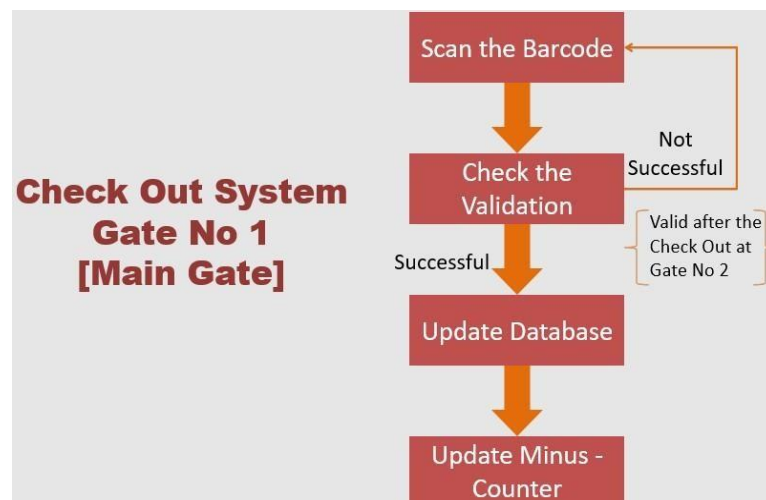 Check Out System
Gate No 1
[Main Gate]
Scan the Barcode
Not
Successful
Check the
Validation
Valid after the
Check Out at
Gate No 2
Successful
Update Database
Update Minus -
Counter